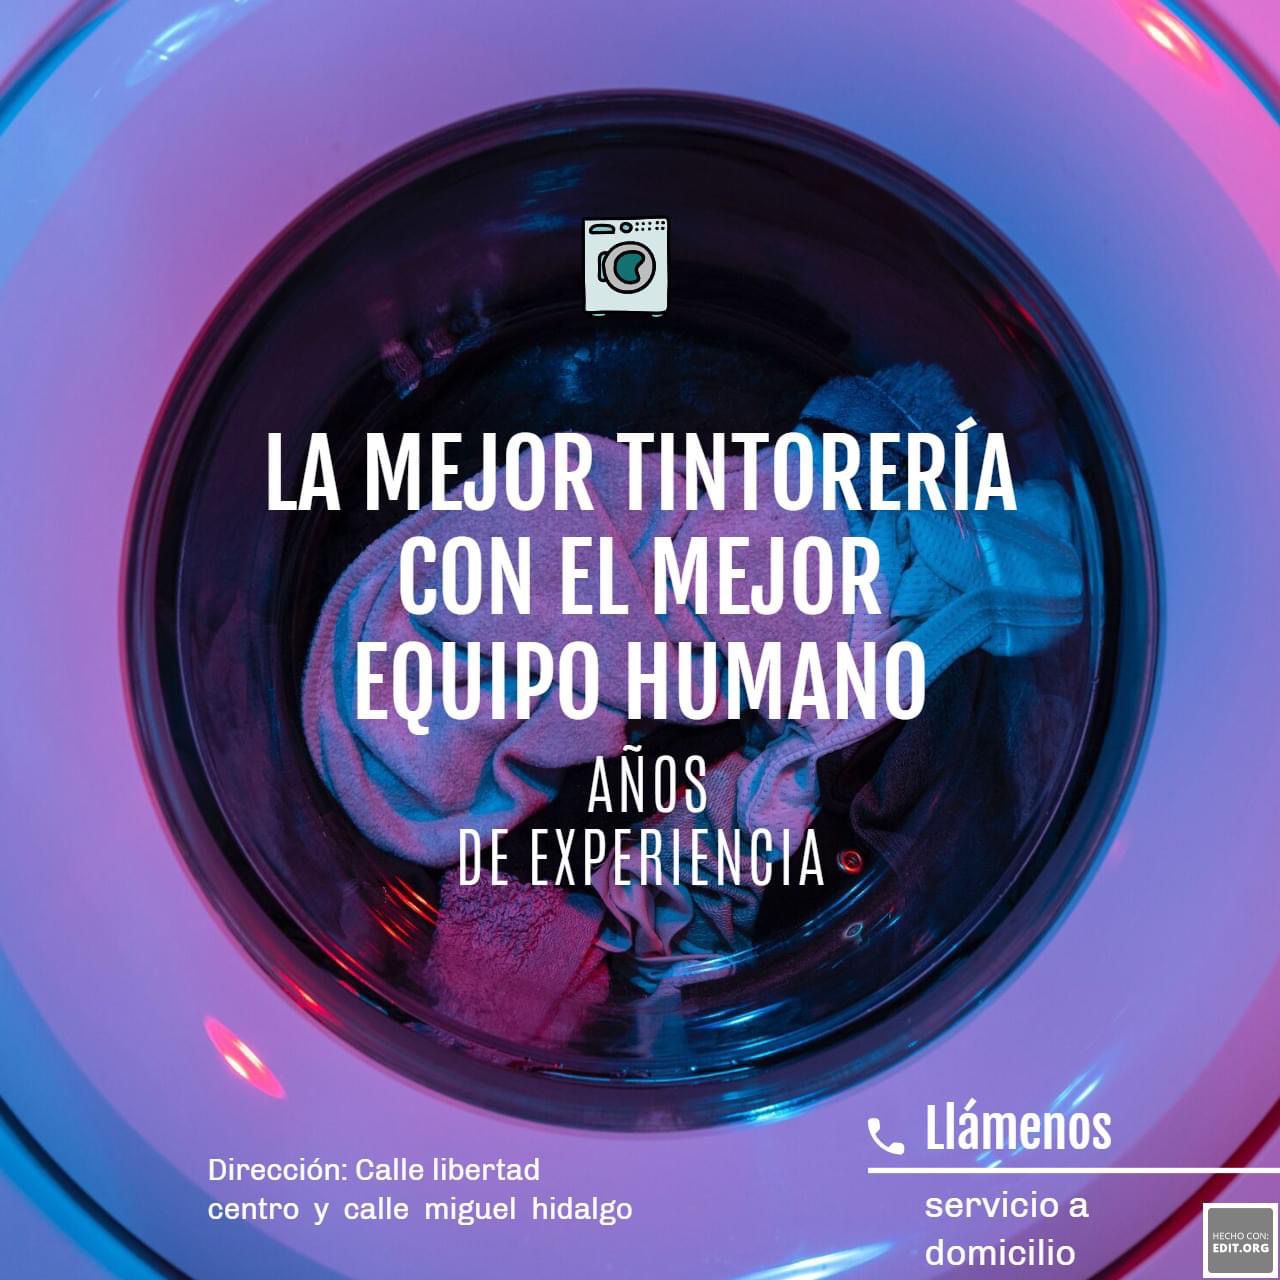 LA MEJOR TINTORERÍA
CON EL MEJOR
EQUIPO HUMANO
AÑOS
DE EXPERIENCIA
Dirección: Calle libertad
centro y calle miguel hidalgo
Llámenos
servicio a
domicilio
HECHO CON:
EDIT.ORG